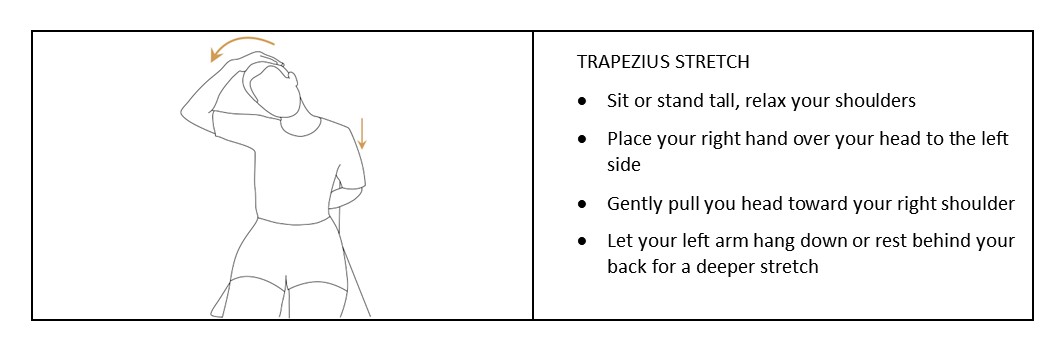 TRAPEZIUS STRETCH
• Sit or stand tall, relax your shoulders
• Place your right hand over your head to the left
side
• Gently pull you head toward your right shoulder
• Let your left arm hang down or rest behind your
back for a deeper stretch